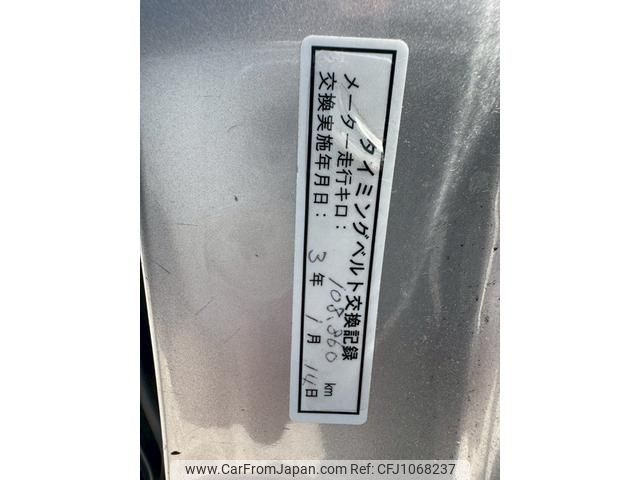 タイミングベルト交換記録
メーター走行キロ： 108,360 km
交換実施年月日： 3 年 1 月 14 日
www.CarFromJapan.com Ref: CFJ1068237